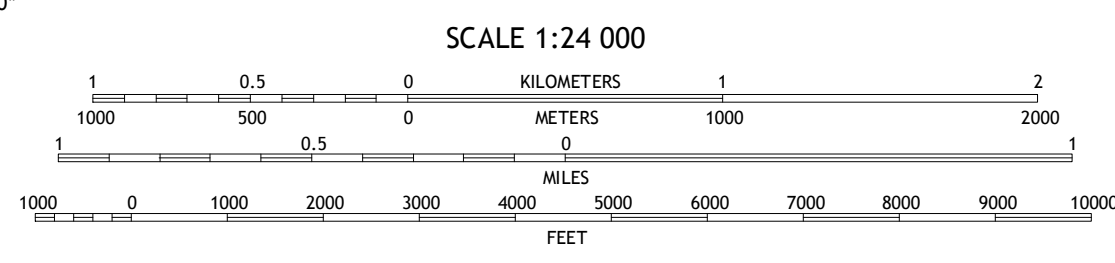 0"
SCALE 1:24 000
1 0.5 0 KILOMETERS 1 2
1000 500 0 METERS 1000 2000
1 0.5 0 1
MILES
1000 0 1000 2000 3000 4000 5000 6000 7000 8000 9000 10000
FEET